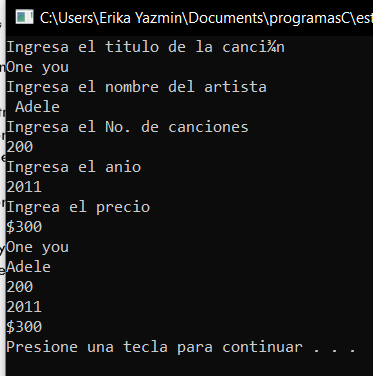 C:\Users\Erika Yazmin\Documents\programasC\est
Ingresa el titulo de la canci¾n
One you
Ingresa el nombre del artista
 Adele
Ingresa el No. de canciones
200
Ingresa el anio
2011
Ingrea el precio
$300
One you
Adele
200
2011
$300
Presione una tecla para continuar . . .